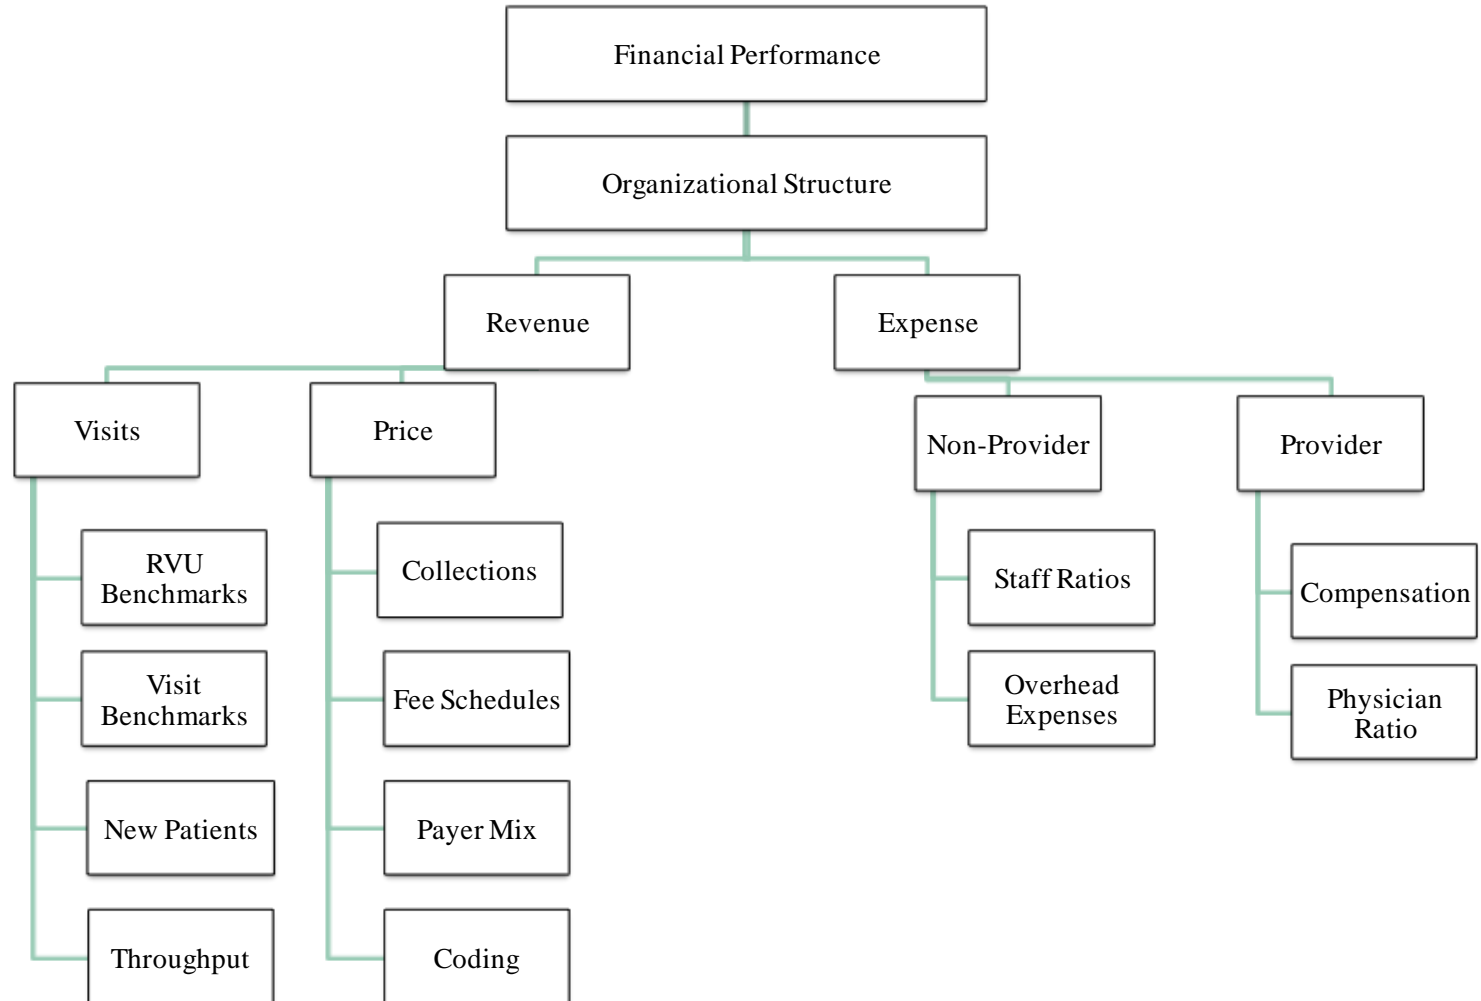 Financial Performance
Organizational Structure
Revenue
Expense
Visits
Price
Non-Provider
Provider
RVU
Benchmarks
Visit
Benchmarks
New Patients
Throughput
Collections
Fee Schedules
Payer Mix
Coding
Staff Ratios
Overhead
Expenses
Compensation
Physician
Ratio